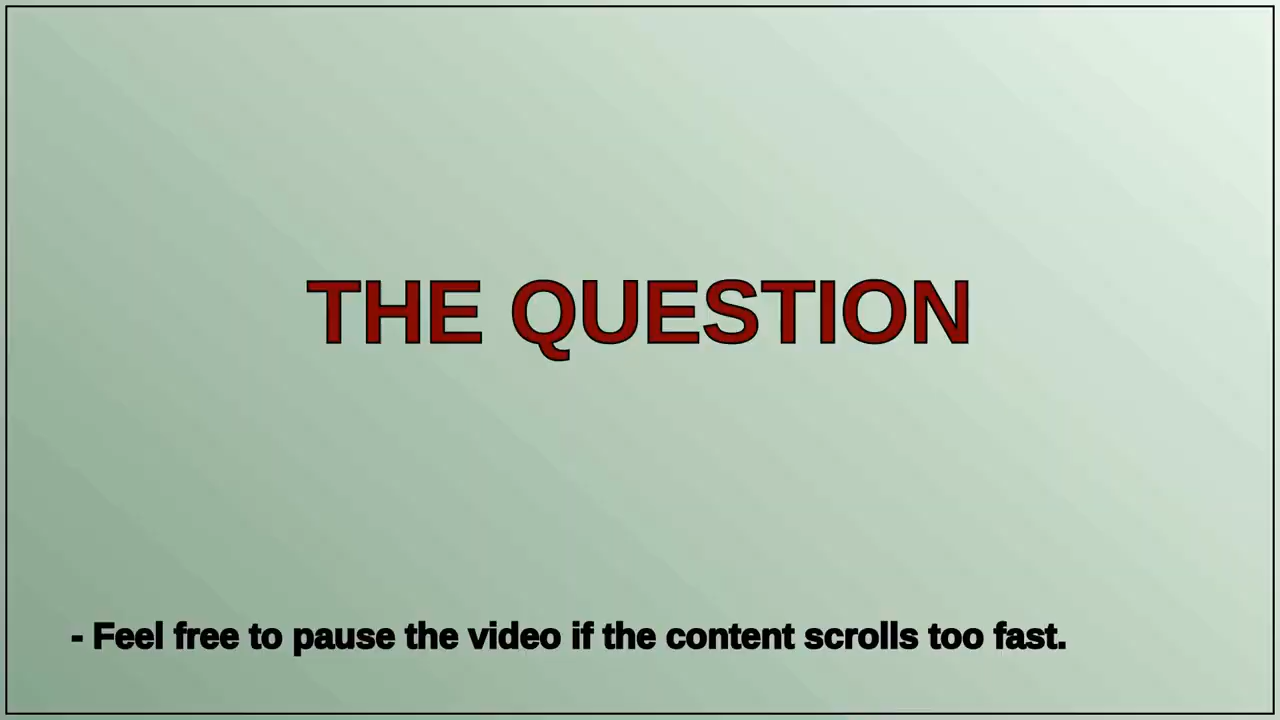 THE QUESTION
- Feel free to pause the video if the content scrolls too fast.